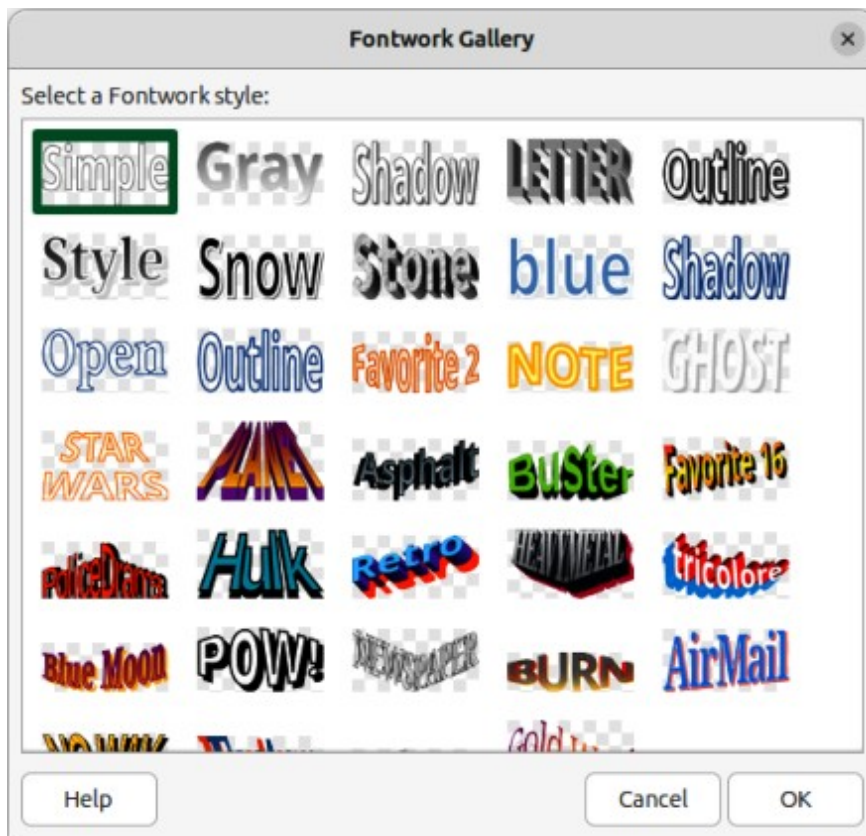 Fontwork Gallery
Select a Fontwork style:
Simple Gray Shadow LETTER Outline
Style Snow Stone blue Shadow
Open Outline Favorite 2 NOTE GHOST
STAR WARS PLANET Asphalt BuSter Favorite 16
PoliceDrama Hulk Retro HEAVYMETAL tricolore
Blue Moon POW! NEWSPAPER BURN AirMail
Gold
Help Cancel OK